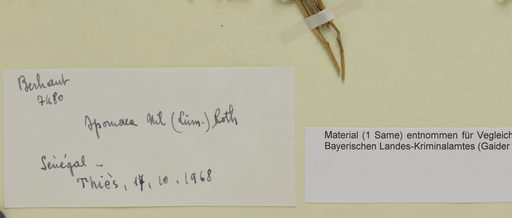 Berhaut
7480
Ipomoea Nil (Linn.) Roth
Sénégal –
Thiès, 17, 10. 1968
Material (1 Same) entnommen für Vegleich
Bayerischen Landes-Kriminalamtes (Gaider